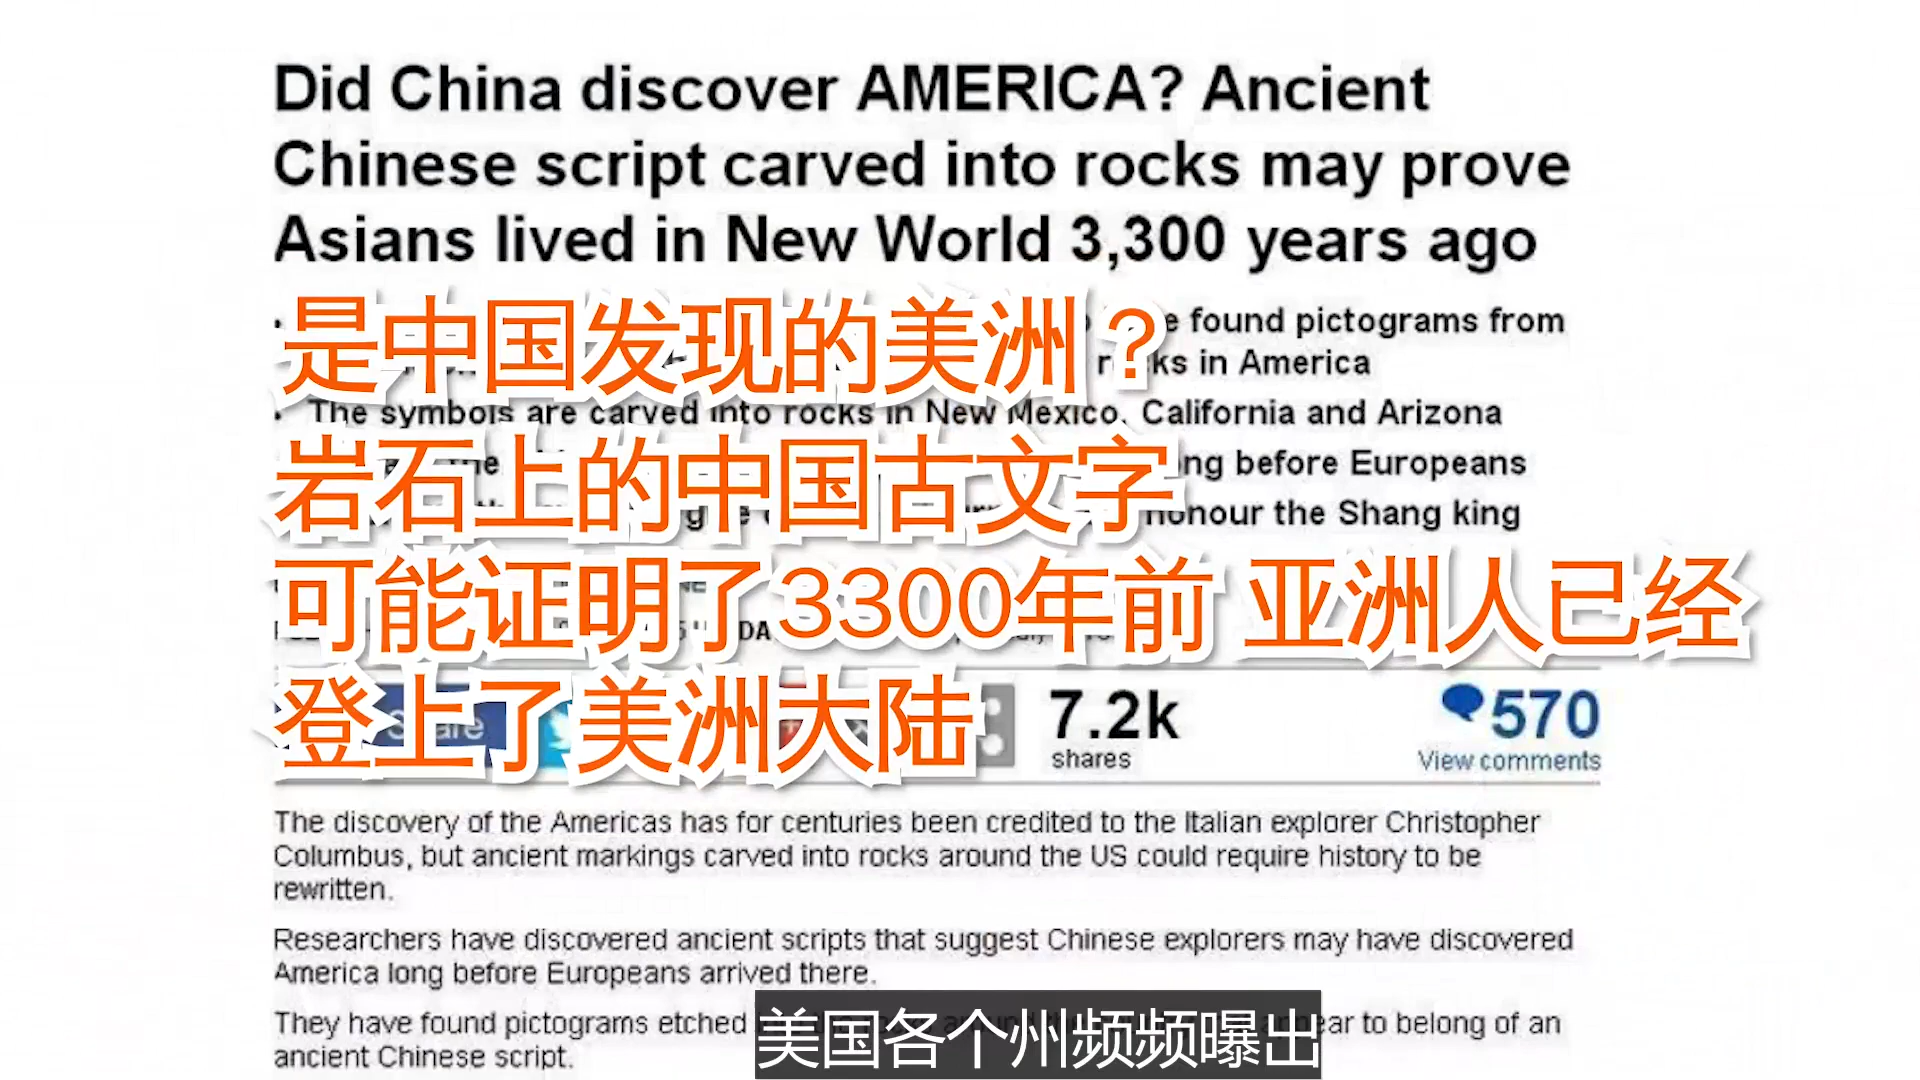 Did China discover AMERICA? Ancient
Chinese script carved into rocks may prove
Asians lived in New World 3,300 years ago
是中国发现的美洲？
found pictograms from
rocks in America
The symbols are carved into rocks in New Mexico, California and Arizona
岩石上的中国古文字
before Europeans
honour the Shang king
可能证明了3300年前 亚洲人已经
登上了美洲大陆
Share
7.2k
shares
570
View comments
The discovery of the Americas has for centuries been credited to the Italian explorer Christopher
Columbus, but ancient markings carved into rocks around the US could require history to be
rewritten.
Researchers have discovered ancient scripts that suggest Chinese explorers may have discovered
America long before Europeans arrived there.
They have found pictograms etched to belong of an
ancient Chinese script.
美国各个州频频曝出